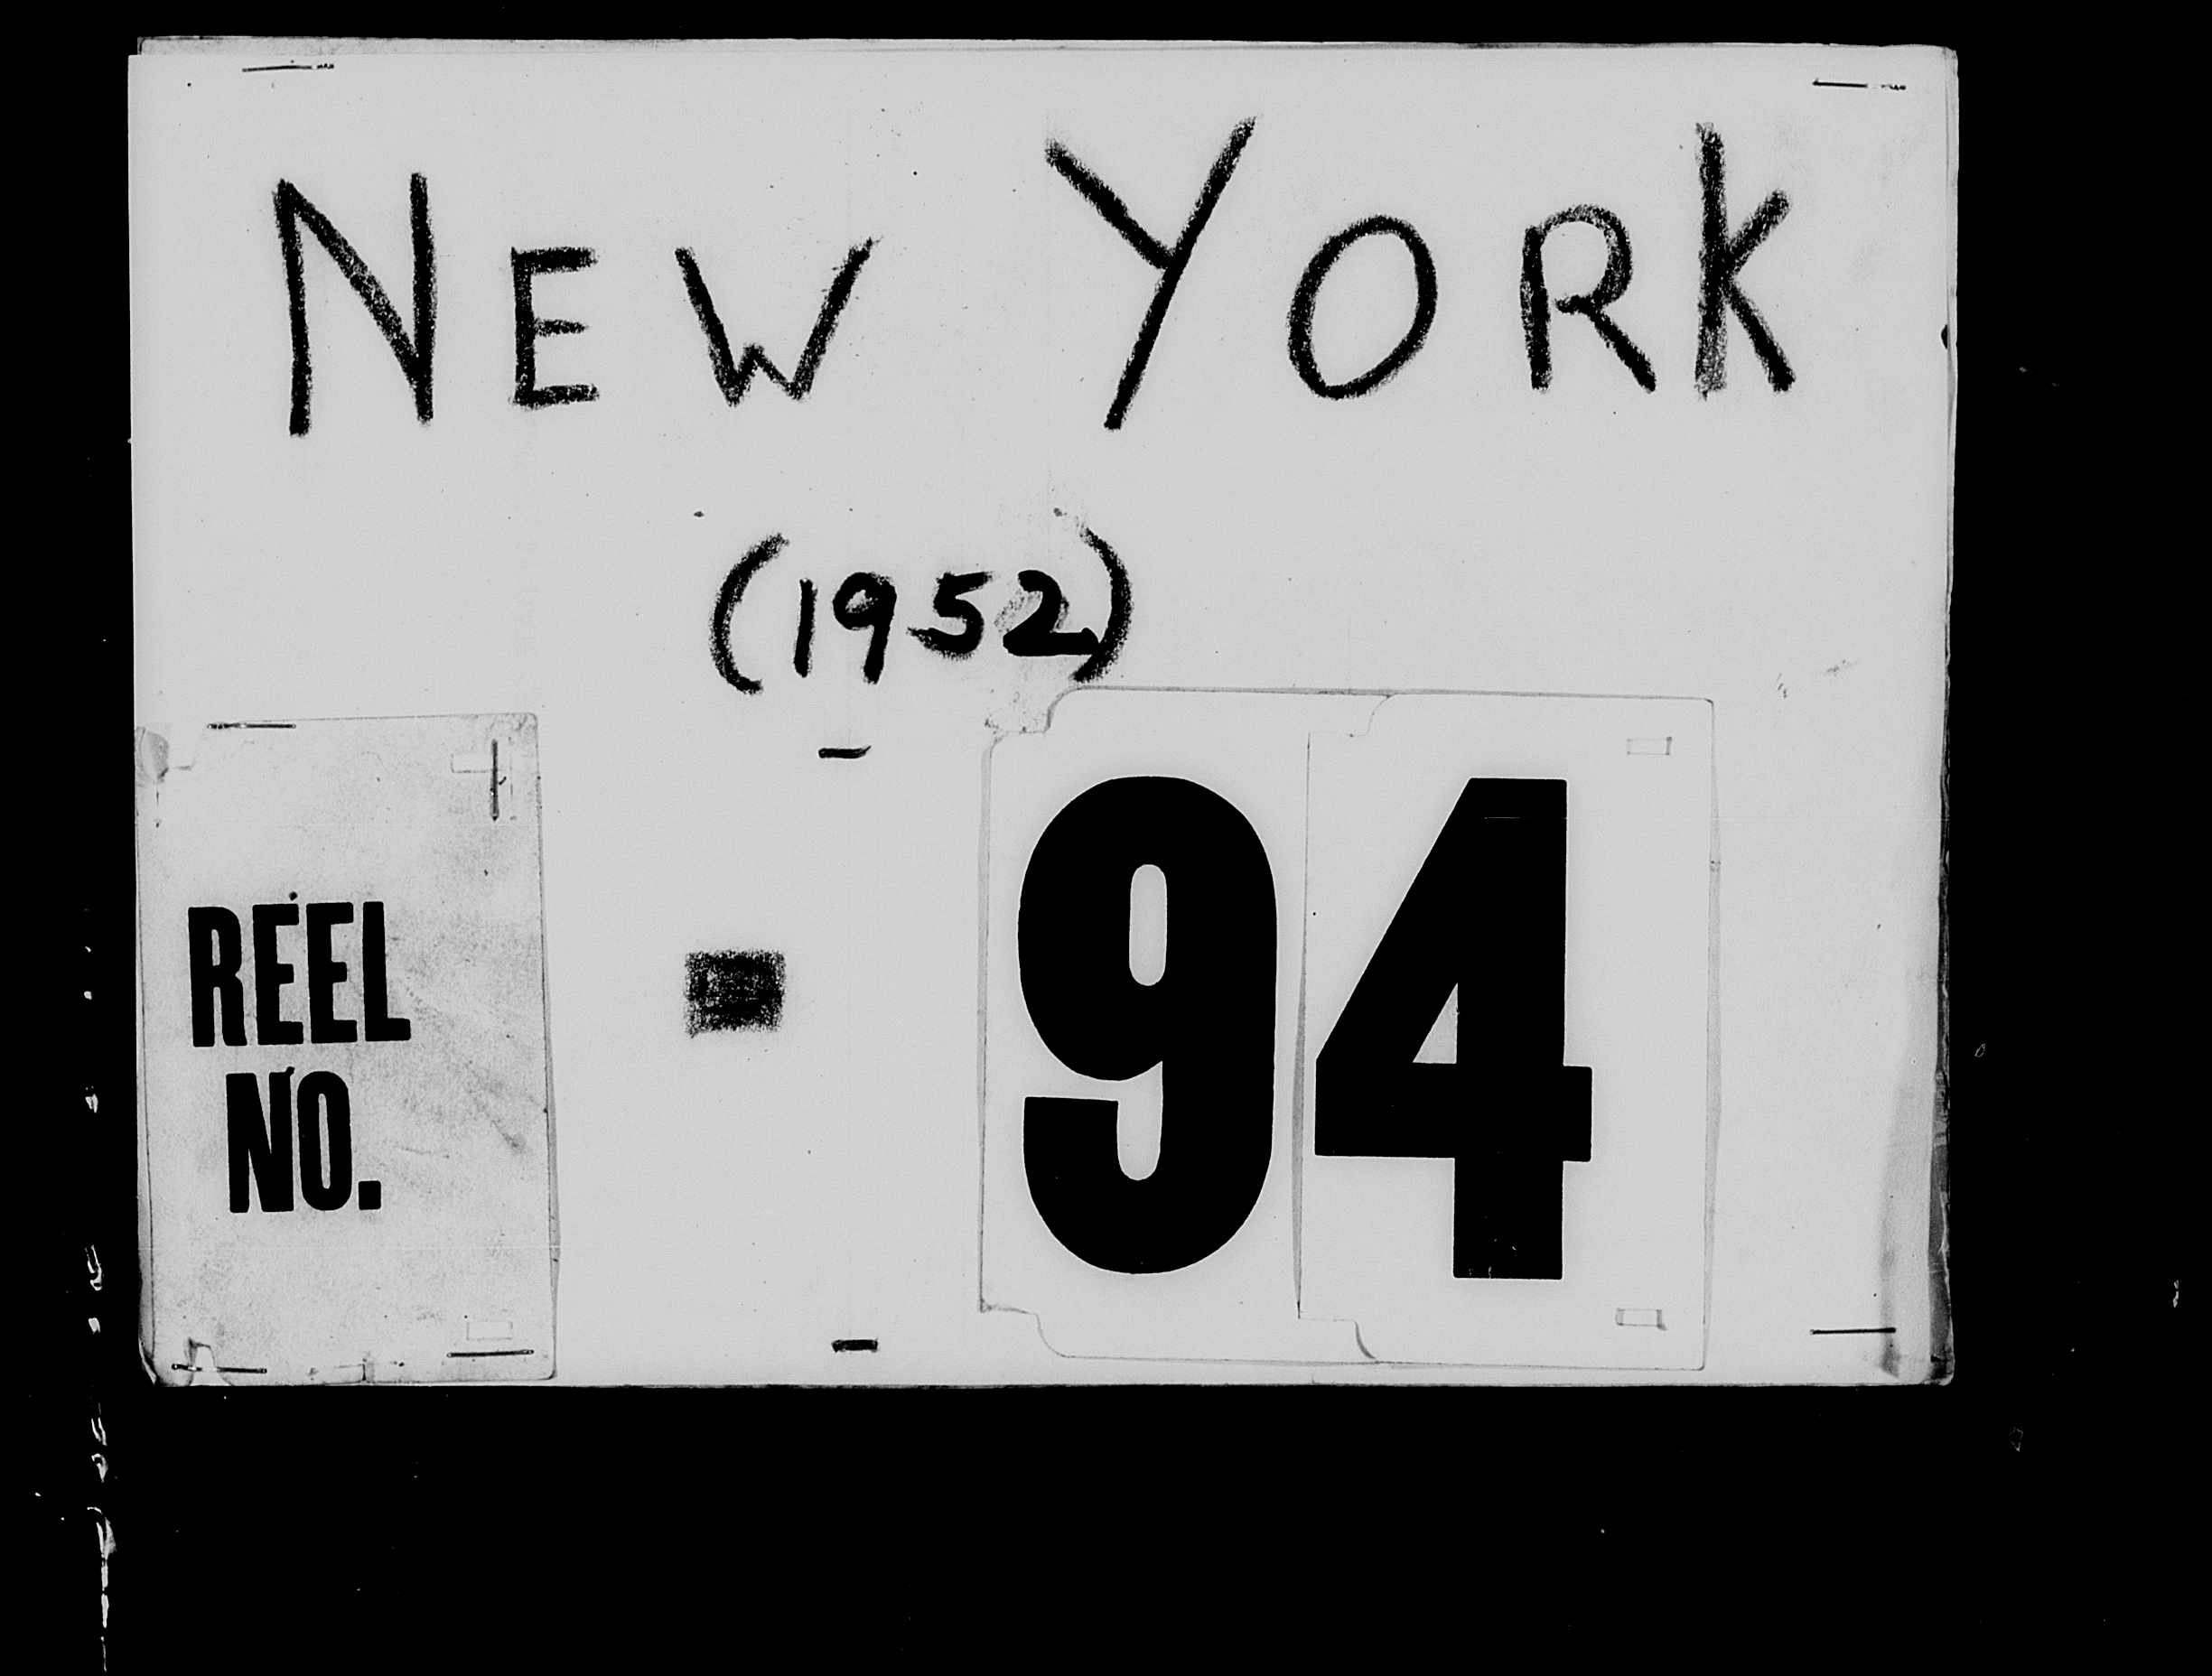 NEW YORK
(1952)
REEL
NO.
- 94